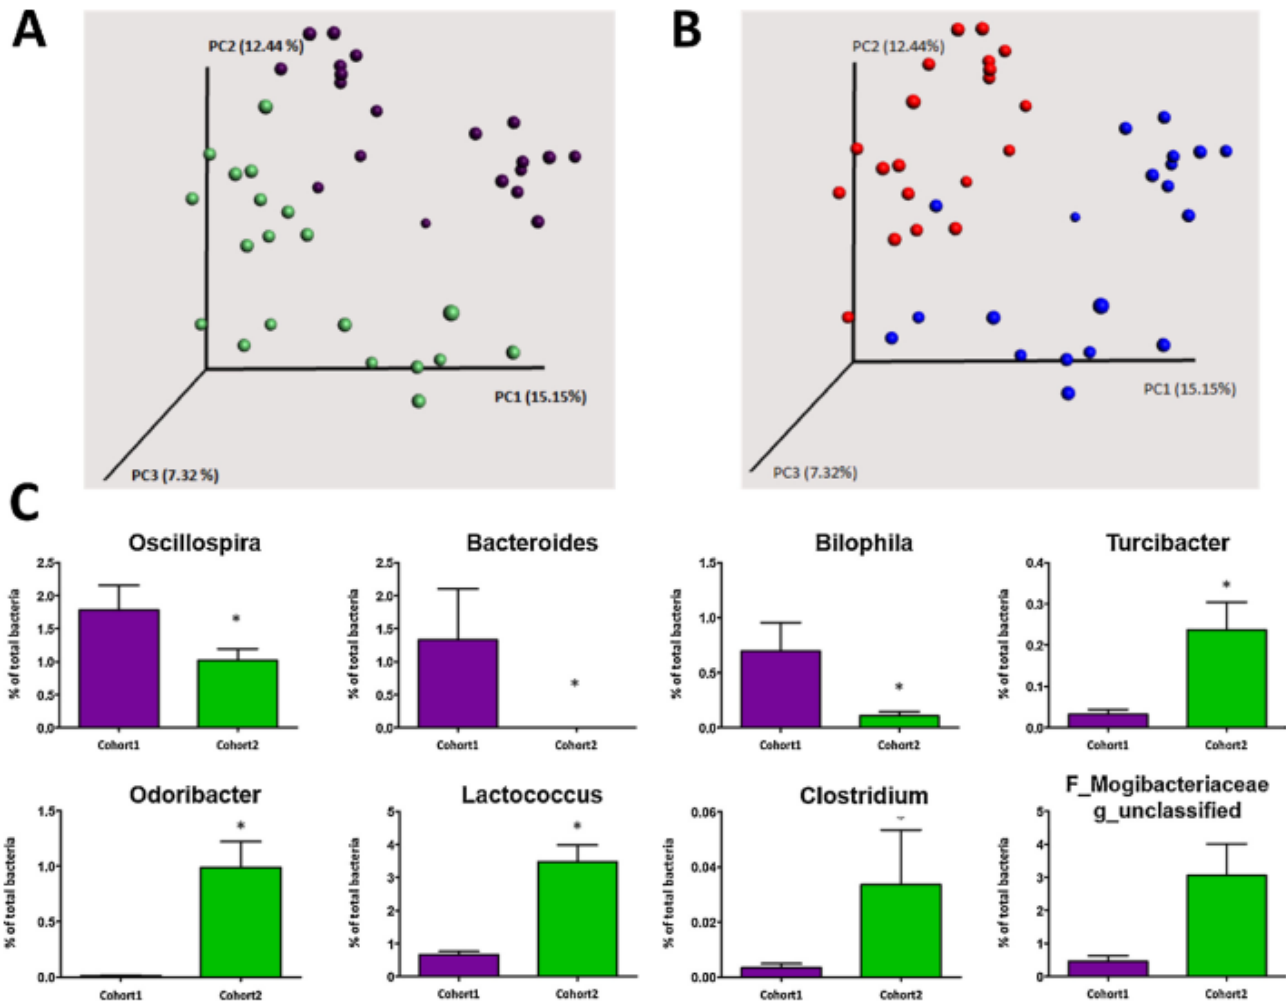 A
PC2 (12.44 %)
PC1 (15.15%)
PC3 (7.32 %)
B
PC2 (12.44%)
PC1 (15.15%)
PC3 (7.32%)
C
Oscillospira
% of total bacteria
2.5
2.0
1.5
1.0
0.5
0.0
*
Cohort1 Cohort2
Bacteroides
% of total bacteria
2.5
2.0
1.5
1.0
0.5
0.0
*
Cohort1 Cohort2
Bilophila
% of total bacteria
1.5
1.0
0.5
0.0
*
Cohort1 Cohort2
Turcibacter
% of total bacteria
0.4
0.3
0.2
0.1
0.0
*
Cohort1 Cohort2
Odoribacter
% of total bacteria
1.5
1.0
0.5
0.0
*
Cohort1 Cohort2
Lactococcus
% of total bacteria
5
4
3
2
1
0
*
Cohort1 Cohort2
Clostridium
% of total bacteria
0.06
0.04
0.02
0.00
Cohort1 Cohort2
F_Mogibacteriaceae
g_unclassified
% of total bacteria
5
4
3
2
1
0
Cohort1 Cohort2